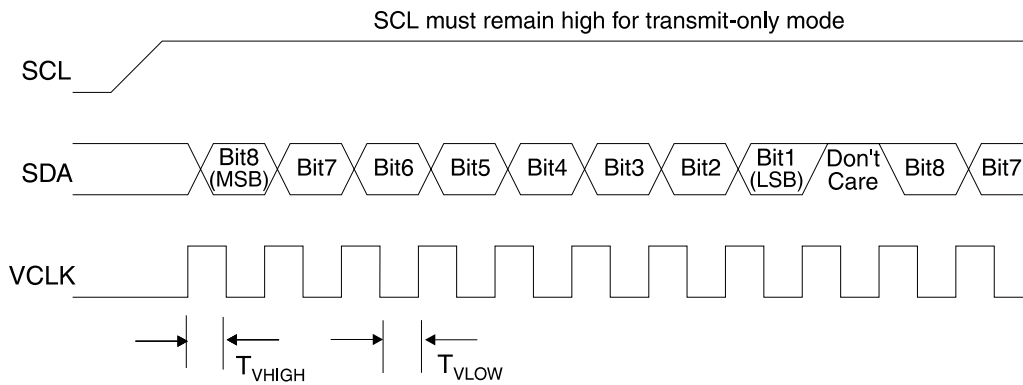 SCL must remain high for transmit-only mode
SCL
SDA
Bit8
(MSB)
Bit7
Bit6
Bit5
Bit4
Bit3
Bit2
Bit1
(LSB)
Don't
Care
Bit8
Bit7
VCLK
TVHIGH
TVLOW